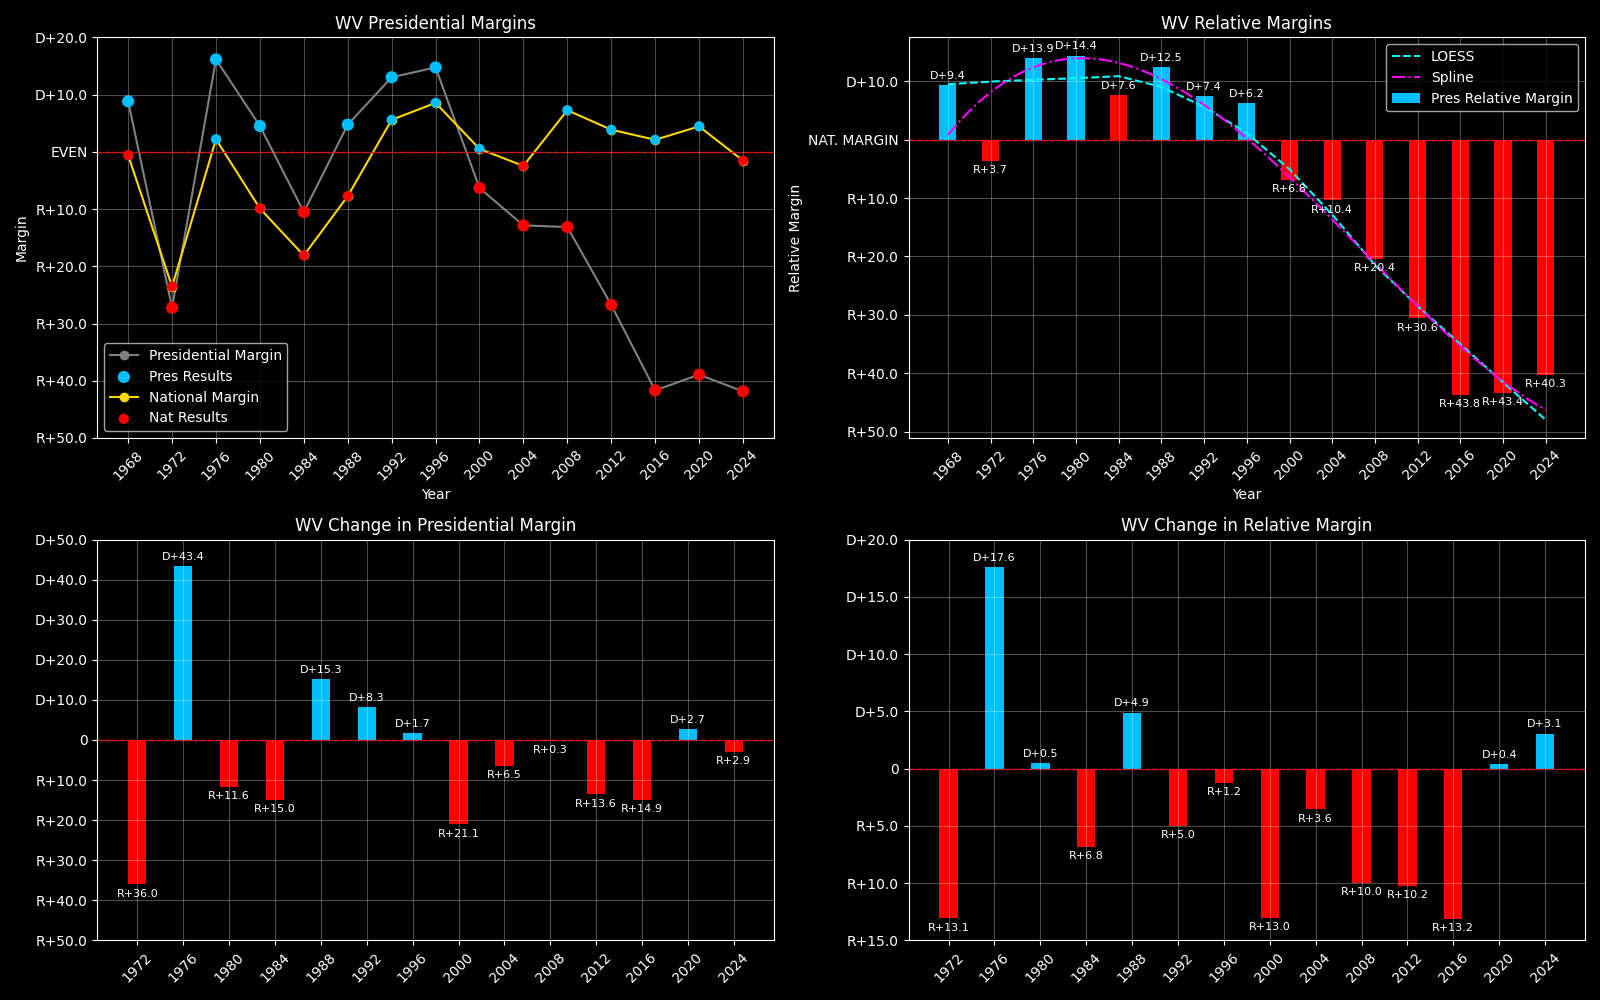 WV Presidential Margins
D+20.0
D+10.0
EVEN
R+10.0
R+20.0
R+30.0
R+40.0
R+50.0
Margin
Presidential Margin
Pres Results
National Margin
Nat Results
1968 1972 1976 1980 1984 1988 1992 1996 2000 2004 2008 2012 2016 2020 2024
Year
WV Relative Margins
D+10.0
NAT. MARGIN
R+10.0
R+20.0
R+30.0
R+40.0
R+50.0
Relative Margin
LOESS
Spline
Pres Relative Margin
D+9.4 R+3.7 D+13.9 D+14.4 D+7.6 D+12.5 D+7.4 D+6.2 R+6.8 R+10.4 R+20.4 R+30.6 R+43.8 R+43.4 R+40.3
1968 1972 1976 1980 1984 1988 1992 1996 2000 2004 2008 2012 2016 2020 2024
Year
WV Change in Presidential Margin
D+50.0
D+40.0
D+30.0
D+20.0
D+10.0
0
R+10.0
R+20.0
R+30.0
R+40.0
R+50.0
R+36.0 D+43.4 R+11.6 R+15.0 D+15.3 D+8.3 D+1.7 R+21.1 R+6.5 R+0.3 R+13.6 R+14.9 D+2.7 R+2.9
1972 1976 1980 1984 1988 1992 1996 2000 2004 2008 2012 2016 2020 2024
WV Change in Relative Margin
D+20.0
D+15.0
D+10.0
D+5.0
0
R+5.0
R+10.0
R+15.0
R+13.1 D+17.6 D+0.5 R+6.8 D+4.9 R+5.0 R+1.2 R+13.0 R+3.6 R+10.0 R+10.2 R+13.2 D+0.4 D+3.1
1972 1976 1980 1984 1988 1992 1996 2000 2004 2008 2012 2016 2020 2024